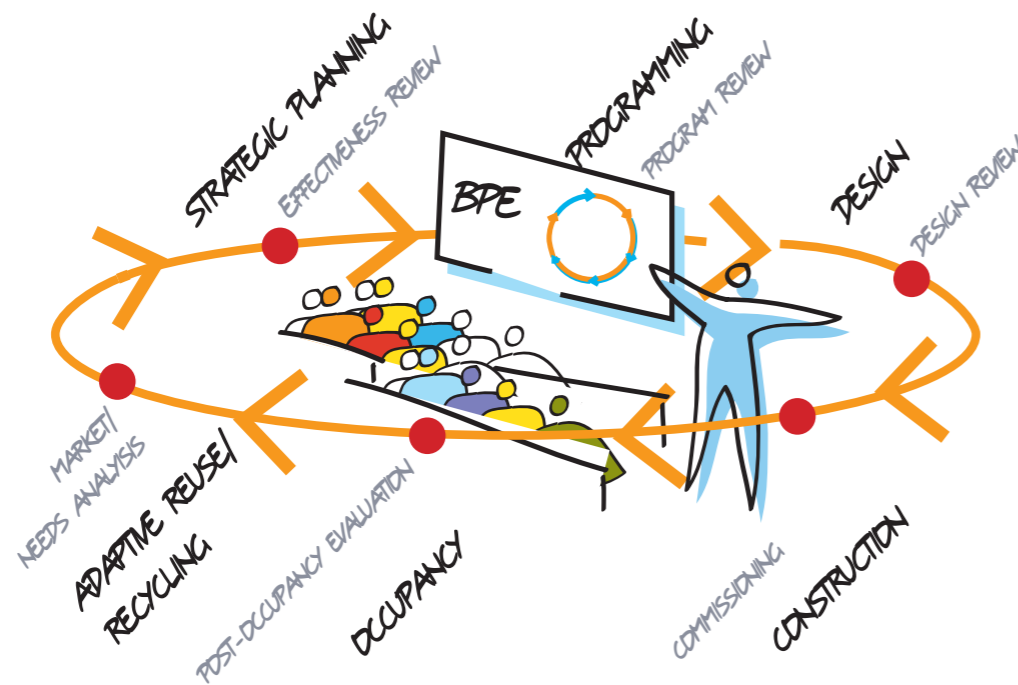 STRATEGIC PLANNING
EFFECTIVENESS REVIEW
PROGRAMMING
PROGRAM REVIEW
DESIGN
DESIGN REVIEW
BPE
MARKET/
NEEDS ANALYSIS
ADAPTIVE REUSE/
RECYCLING
POST-OCCUPANCY EVALUATION
OCCUPANCY
COMMISSIONING
CONSTRUCTION